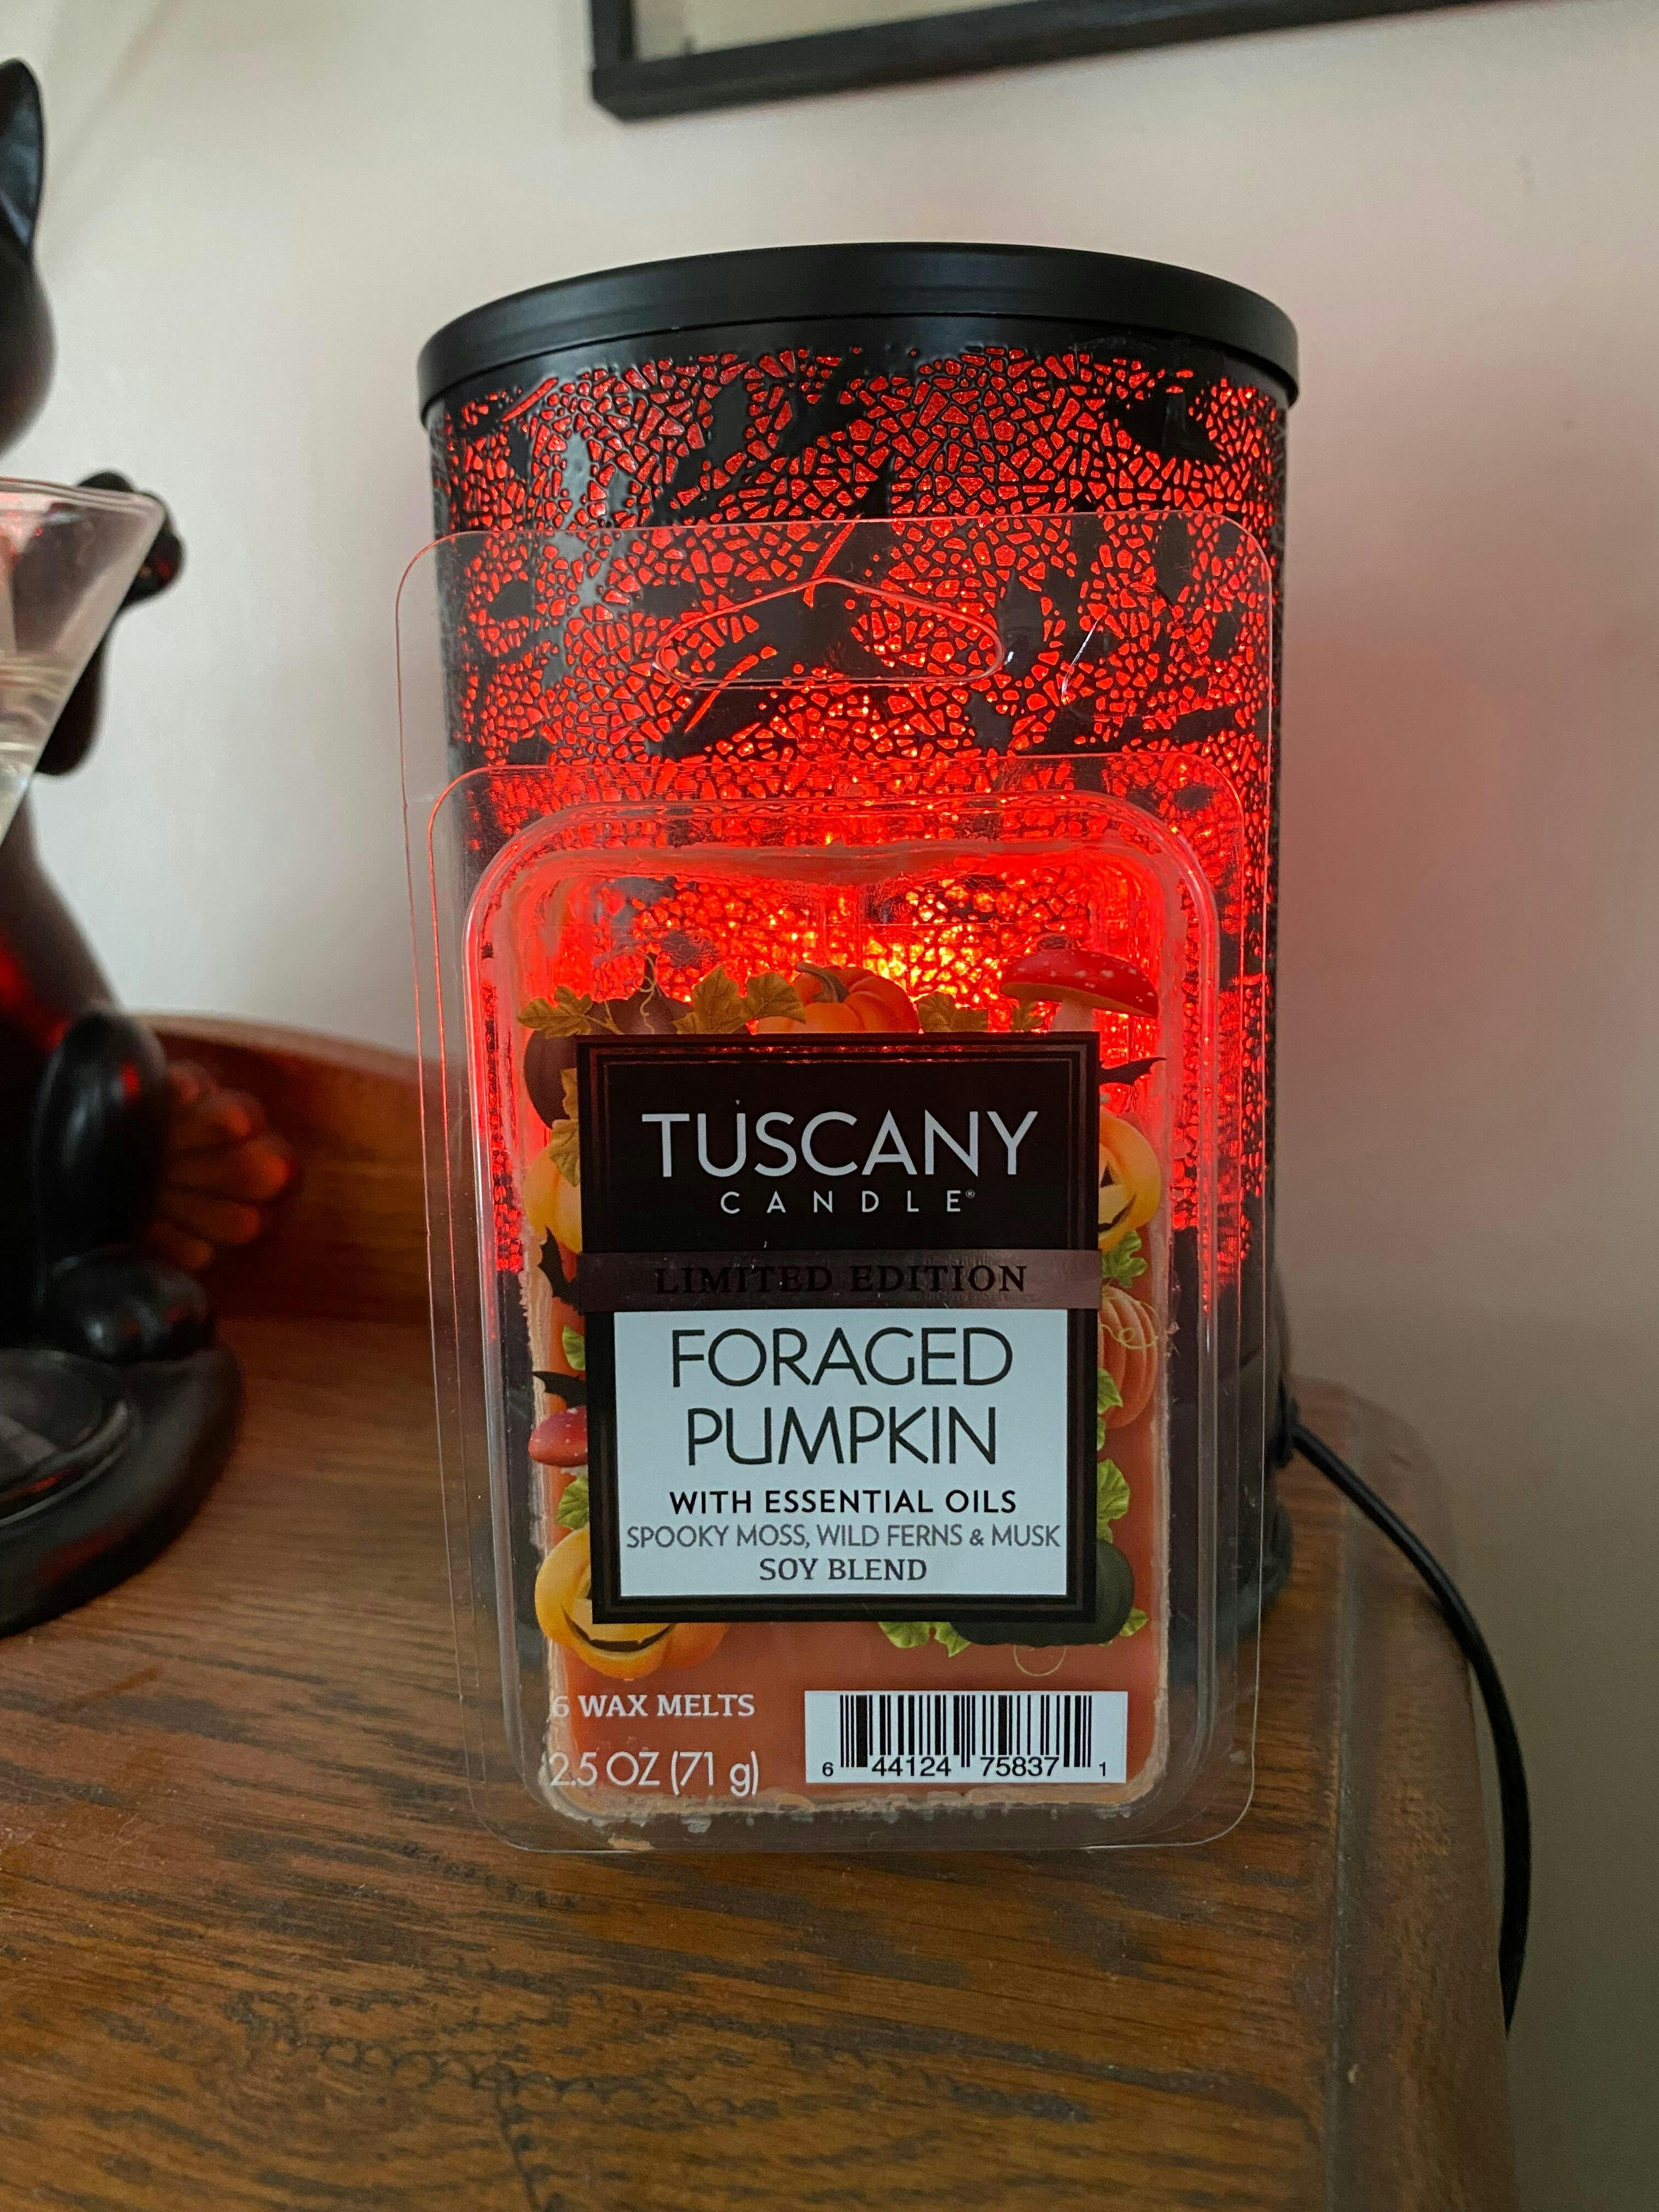 TUSCANY
CANDLE®
LIMITED EDITION
FORAGED
PUMPKIN
WITH ESSENTIAL OILS
SPOOKY MOSS, WILD FERNS & MUSK
SOY BLEND
6 WAX MELTS
2.5 OZ (71 g)
6 44124 75837 1